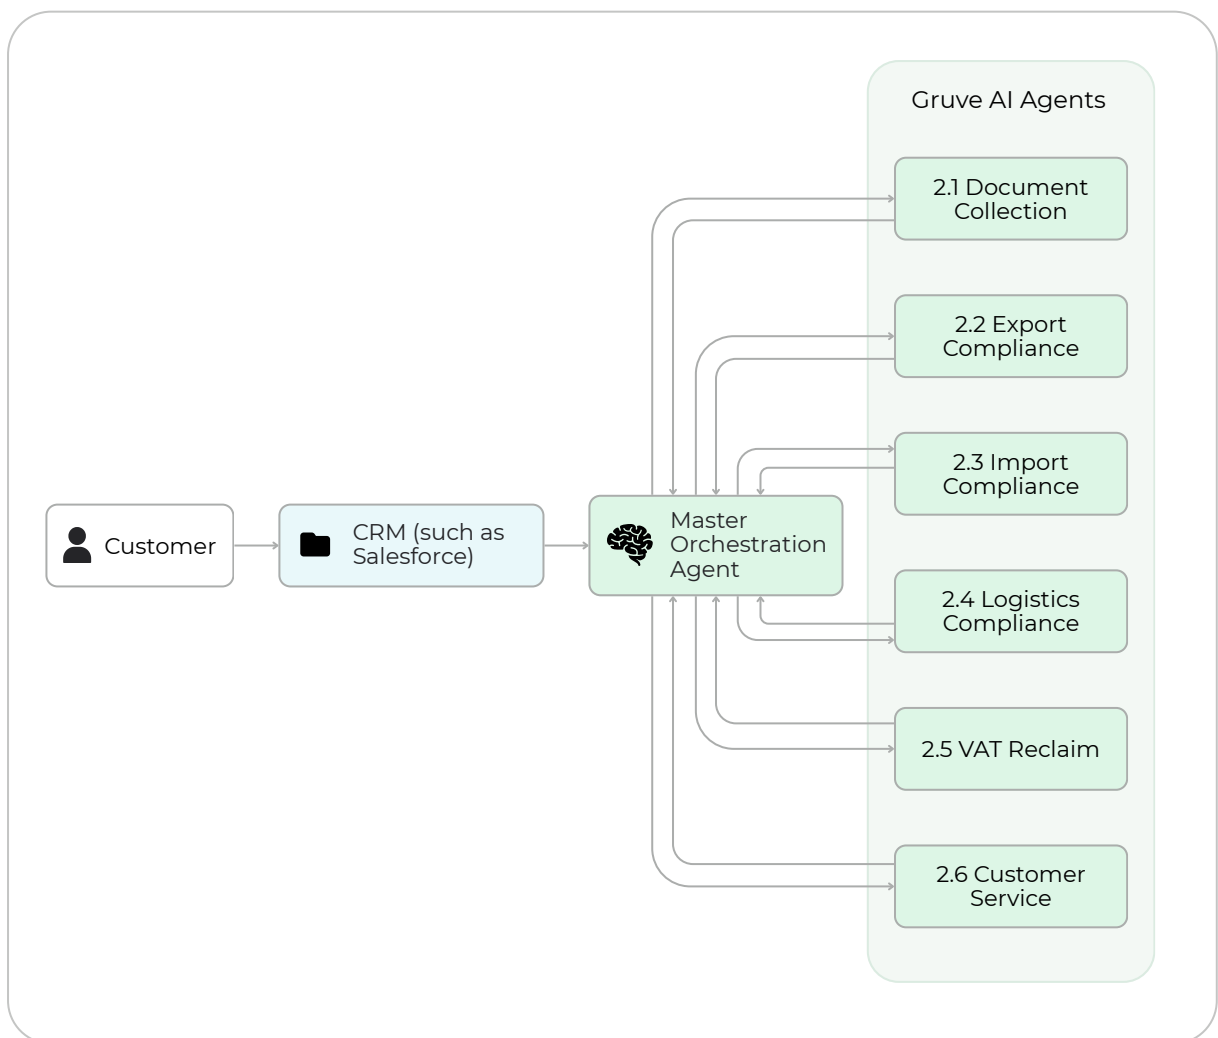 Gruve AI Agents
2.1 Document
Collection
2.2 Export
Compliance
2.3 Import
Compliance
Customer
CRM (such as
Salesforce)
Master
Orchestration
Agent
2.4 Logistics
Compliance
2.5 VAT Reclaim
2.6 Customer
Service